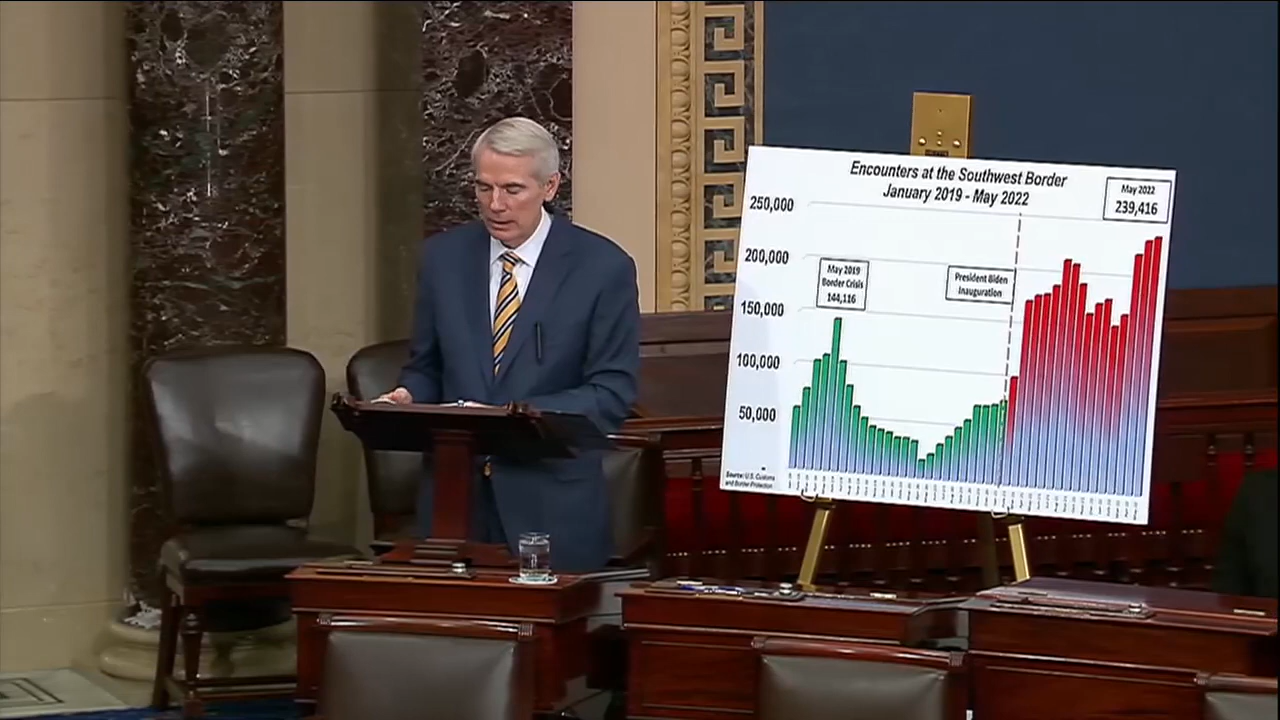 Encounters at the Southwest Border
January 2019 - May 2022
May 2022
239,416
250,000
200,000
150,000
100,000
50,000
May 2019
Border Crisis
144,116
President Biden
Inauguration
Source: U.S. Customs
and Border Protection